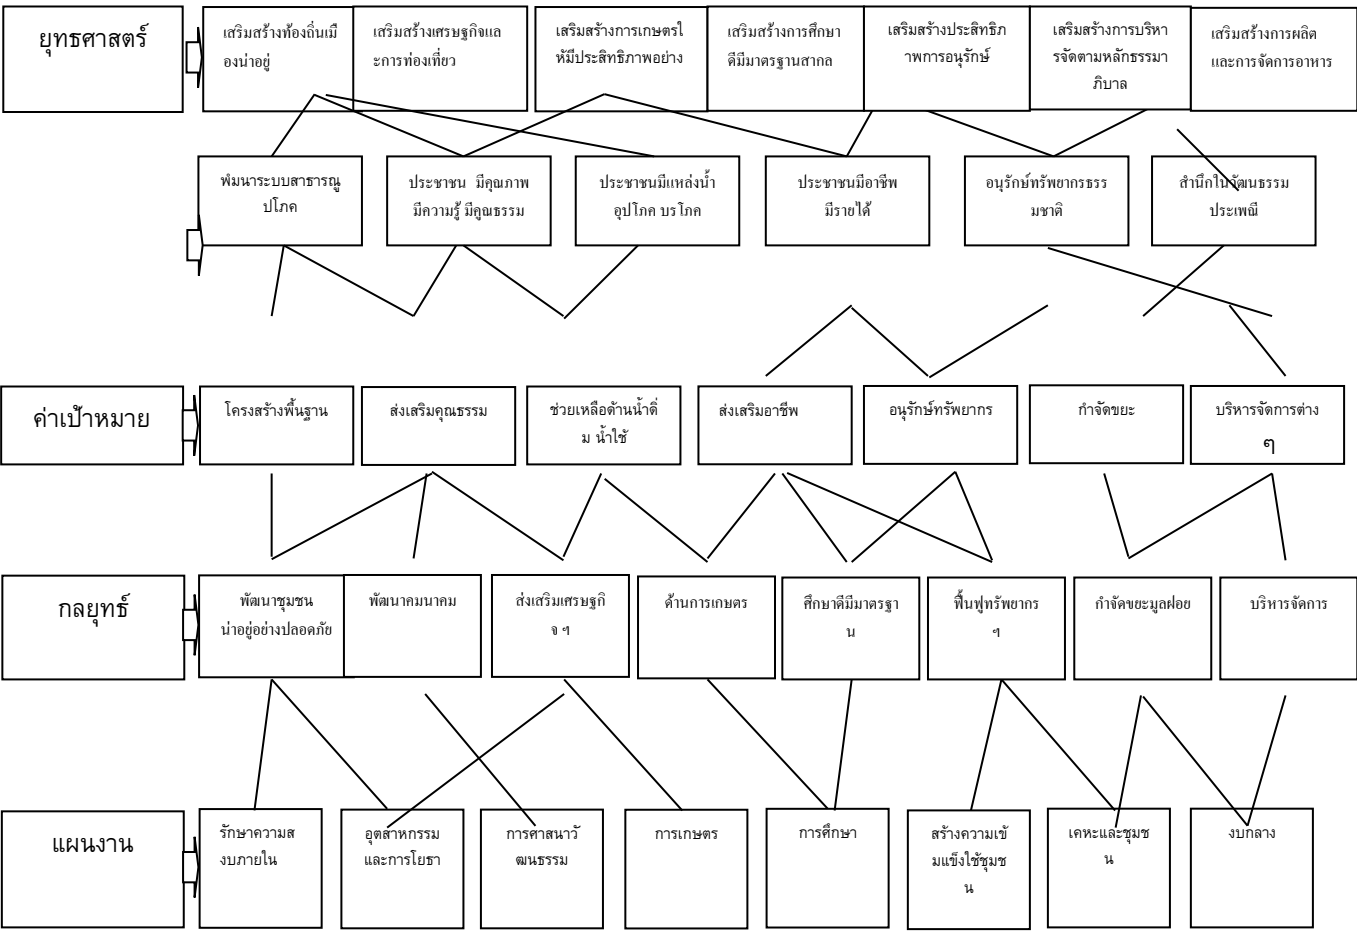 ยุทธศาสตร์
เสริมสร้างท้องถิ่นเมื
องน่าอยู่
เสริมสร้างเศรษฐกิจแล
ะการท่องเที่ยว
เสริมสร้างการเกษตรใ
ห้มีประสิทธิภาพอย่าง
เสริมสร้างการศึกษา
ดีมีมาตรฐานสากล
เสริมสร้างประสิทธิภ
าพการอนุรักษ์
เสริมสร้างการบริหา
รจัดตามหลักธรรมา
ภิบาล
เสริมสร้างการผลิต
และการจัดการอาหาร
พัมนาระบบสาธารณู
ปโภค
ประชาชน มีคุณภาพ
มีความรู้ มีคูณธรรม
ประชาชนมีแหล่งน้ำ
อุปโภค บรโภค
ประชาชนมีอาชีพ
มีรายได้
อนุรักษ์ทรัพยากรธรร
มชาติ
สำนึกในวัฒนธรรม
ประเพณี
ค่าเป้าหมาย
โครงสร้างพื้นฐาน
ส่งเสริมคุณธรรม
ช่วยเหลือด้านน้ำดื่
ม น้ำใช้
ส่งเสริมอาชีพ
อนุรักษ์ทรัพยากร
กำจัดขยะ
บริหารจัดการต่าง
ๆ
กลยุทธ์
พัฒนาชุมชน
น่าอยู่อย่างปลอดภัย
พัฒนาคมนาคม
ส่งเสริมเศรษฐกิ
จ ฯ
ด้านการเกษตร
ศึกษาดีมีมาตรฐา
น
ฟื้นฟูทรัพยากร
ฯ
กำจัดขยะมูลฝอย
บริหารจัดการ
แผนงาน
รักษาความส
งบภายใน
อุตสาหกรรม
และการโยธา
การศาสนาวั
ฒนธรรม
การเกษตร
การศึกษา
สร้างความเข้
มแข็งใช้ชุมช
น
เคหะและชุมช
น
งบกลาง